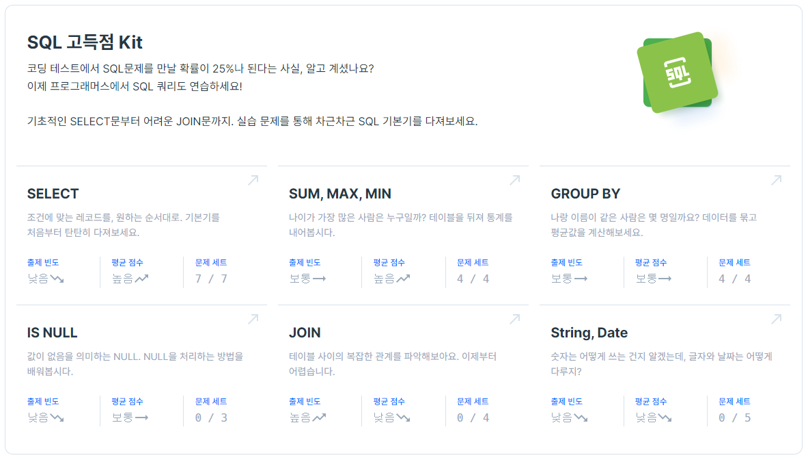 SQL 고득점 Kit
코딩 테스트에서 SQL문제를 만날 확률이 25%나 된다는 사실, 알고 계셨나요?
이제 프로그래머스에서 SQL 쿼리도 연습하세요!
기초적인 SELECT문부터 어려운 JOIN문까지. 실습 문제를 통해 차근차근 SQL 기본기를 다져보세요.
SQL
SELECT
조건에 맞는 레코드를, 원하는 순서대로. 기본기를
처음부터 탄탄히 다져보세요.
출제 빈도
낮음
평균 점수
높음
문제 세트
7 / 7
SUM, MAX, MIN
나이가 가장 많은 사람은 누구일까? 테이블을 뒤져 통계를
내어봅시다.
출제 빈도
보통
평균 점수
높음
문제 세트
4 / 4
GROUP BY
나랑 이름이 같은 사람은 몇 명일까요? 데이터를 묶고
평균값을 계산해보세요.
출제 빈도
보통
평균 점수
보통
문제 세트
4 / 4
IS NULL
값이 없음을 의미하는 NULL. NULL을 처리하는 방법을
배워봅시다.
출제 빈도
낮음
평균 점수
보통
문제 세트
0 / 3
JOIN
테이블 사이의 복잡한 관계를 파악해보아요. 이제부터
어렵습니다.
출제 빈도
높음
평균 점수
낮음
문제 세트
0 / 4
String, Date
숫자는 어떻게 쓰는 건지 알겠는데, 글자와 날짜는 어떻게
다루지?
출제 빈도
낮음
평균 점수
낮음
문제 세트
0 / 5